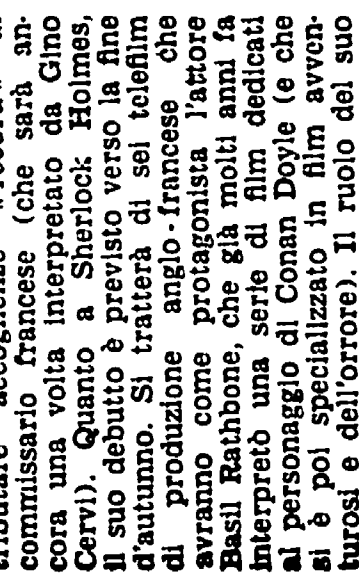 tributare accoglienze
commissario francese (che sarà an-
cora una volta interpretato da Gino
Cervi). Quanto a Sherlock Holmes,
il suo debutto è previsto verso la fine
d'autunno. Si tratterà di sei telefilm
di produzione anglo-francese che
avranno come protagonista l'attore
Basil Rathbone, che già molti anni fa
interpretò una serie di film dedicati
al personaggio di Conan Doyle (e che
si è poi specializzato in film avven-
turosi e dell'orrore). Il ruolo del suo